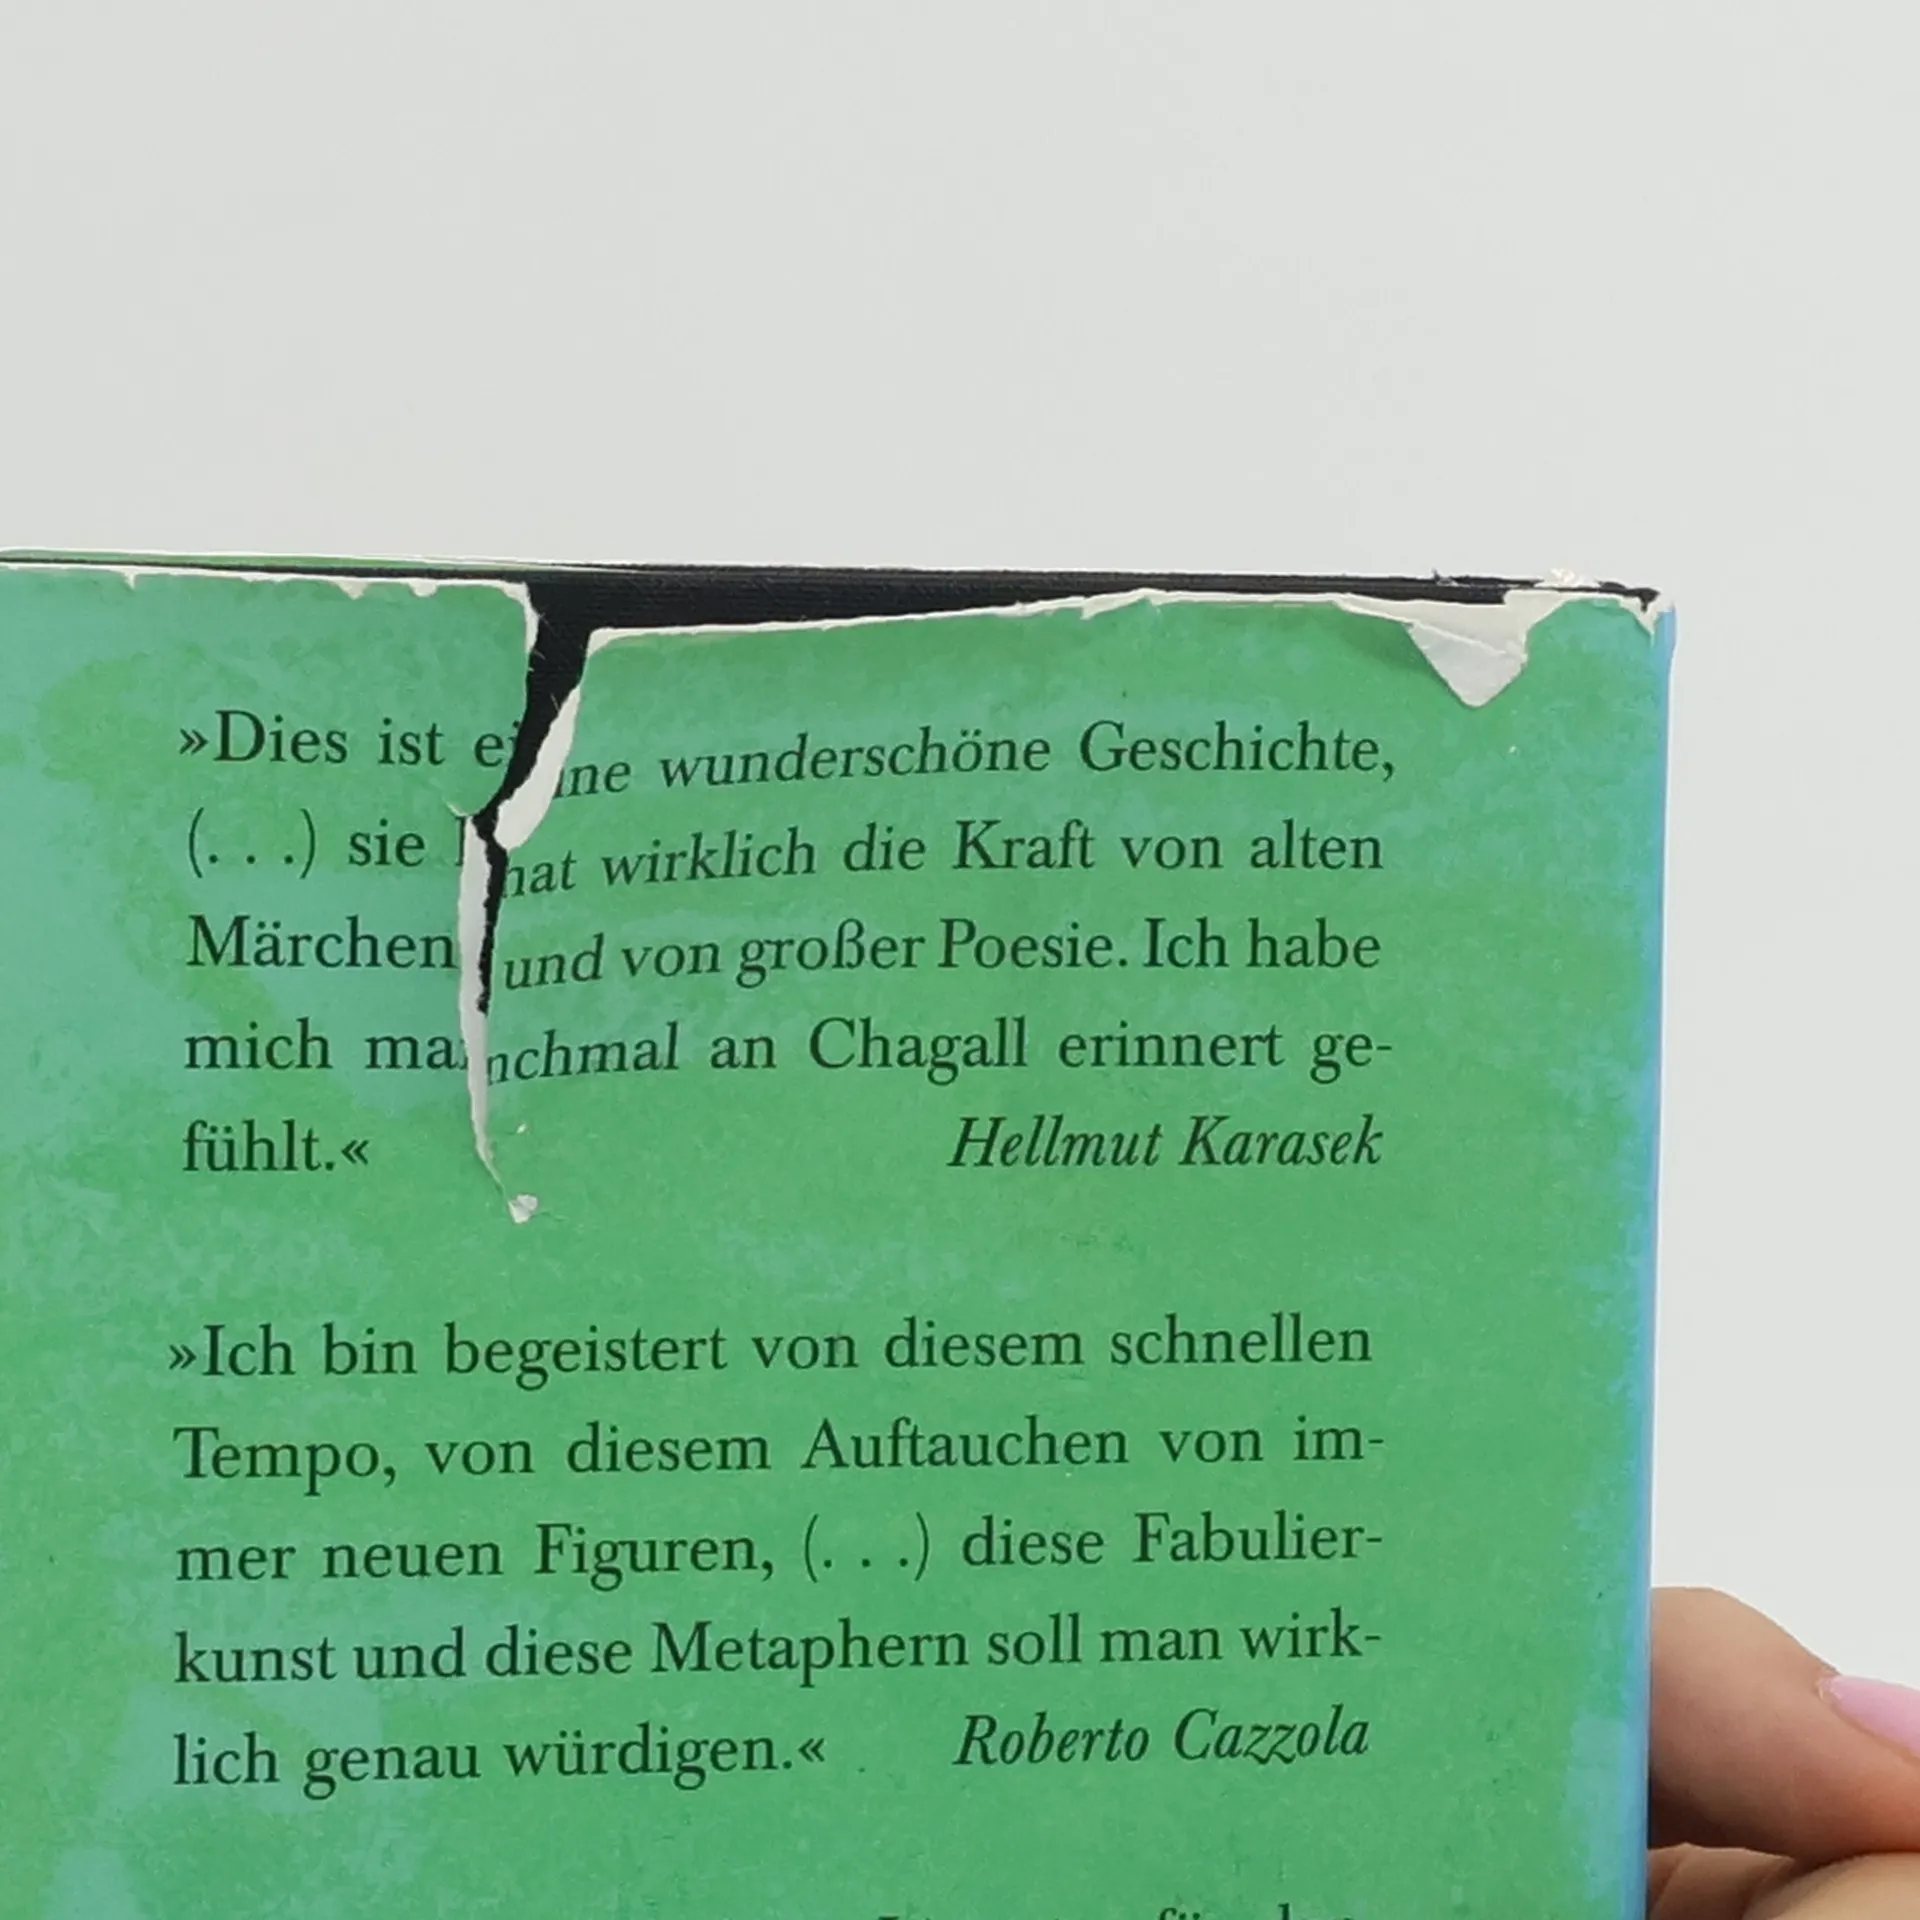 »Dies ist eine wunderschöne Geschichte,
(. . .) sie hat wirklich die Kraft von alten
Märchen und von großer Poesie. Ich habe
mich manchmal an Chagall erinnert ge-
fühlt.« Hellmut Karasek
»Ich bin begeistert von diesem schnellen
Tempo, von diesem Auftauchen von im-
mer neuen Figuren, (. . .) diese Fabulier-
kunst und diese Metaphern soll man wirk-
lich genau würdigen.« Roberto Cazzola